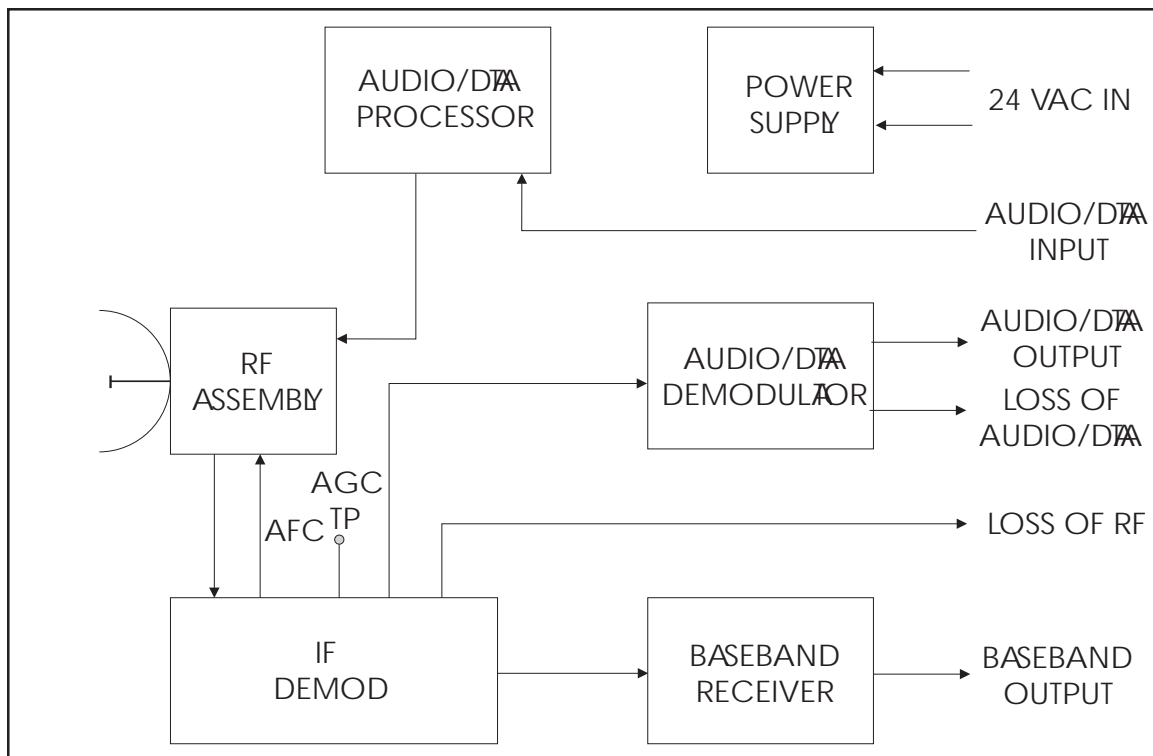 AUDIO/DATA
PROCESSOR
POWER
SUPPLY
24 VAC IN
AUDIO/DATA
INPUT
RF
ASSEMBLY
AUDIO/DATA
DEMODULATOR
AUDIO/DATA
OUTPUT
LOSS OF
AUDIO/DATA
AGC
TP
AFC
LOSS OF RF
IF
DEMOD
BASEBAND
RECEIVER
BASEBAND
OUTPUT